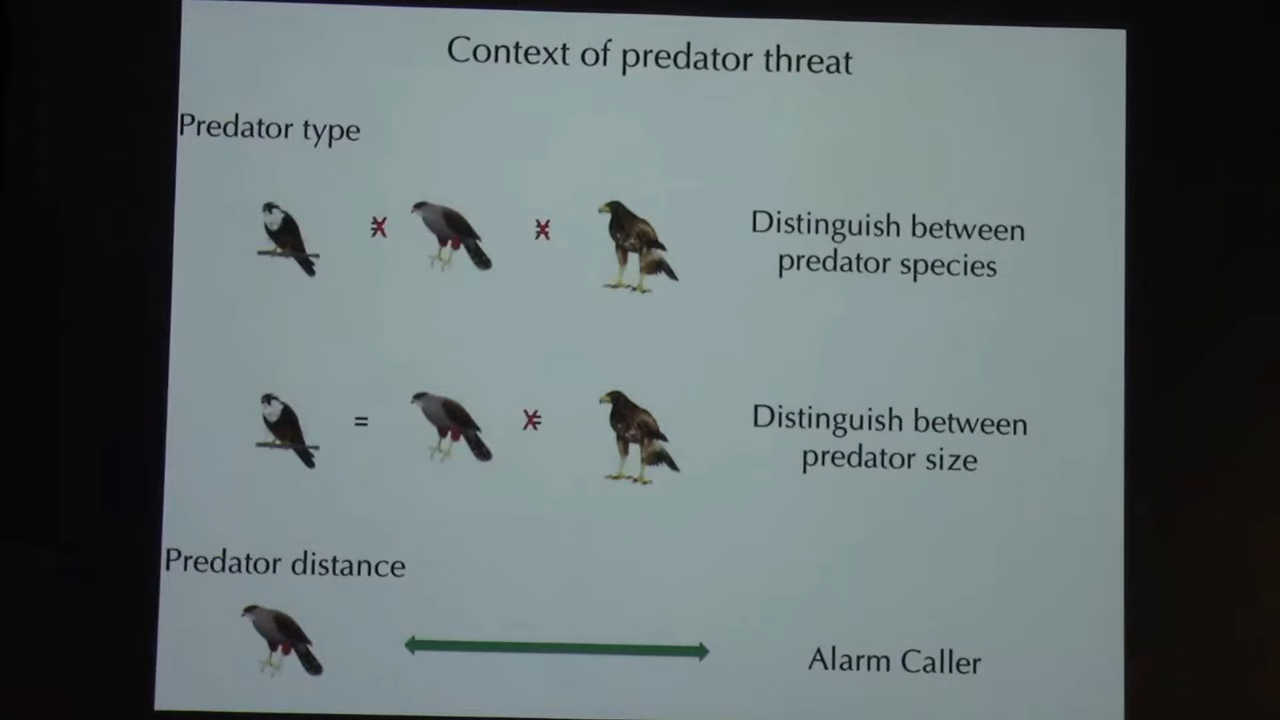 Context of predator threat
Predator type
Distinguish between
predator species
=
Distinguish between
predator size
Predator distance
Alarm Caller